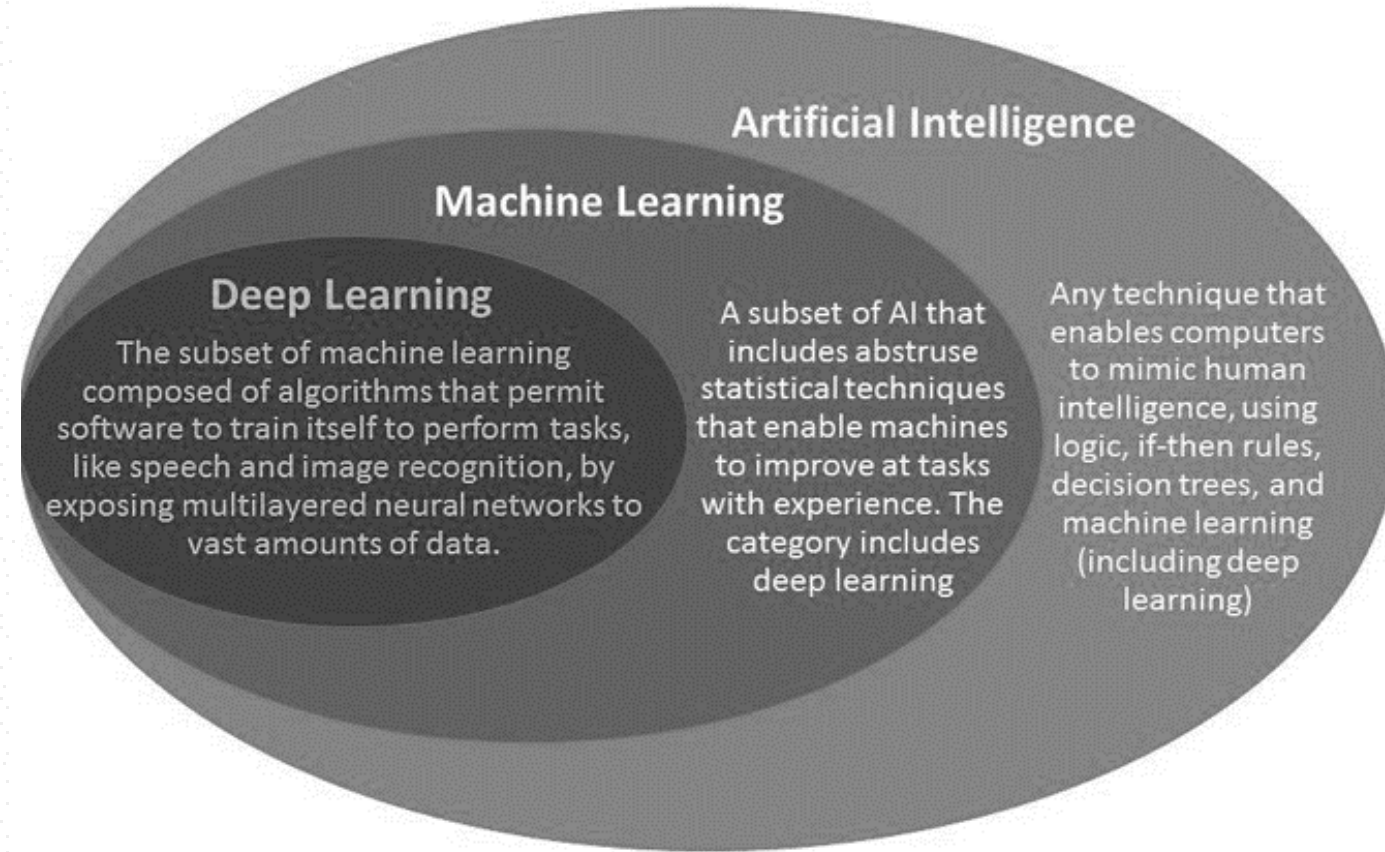 Artificial Intelligence
Machine Learning
Deep Learning
The subset of machine learning
composed of algorithms that permit
software to train itself to perform tasks,
like speech and image recognition, by
exposing multilayered neural networks to
vast amounts of data.
A subset of AI that
includes abstruse
statistical techniques
that enable machines
to improve at tasks
with experience. The
category includes
deep learning
Any technique that
enables computers
to mimic human
intelligence, using
logic, if-then rules,
decision trees, and
machine learning
(including deep
learning)